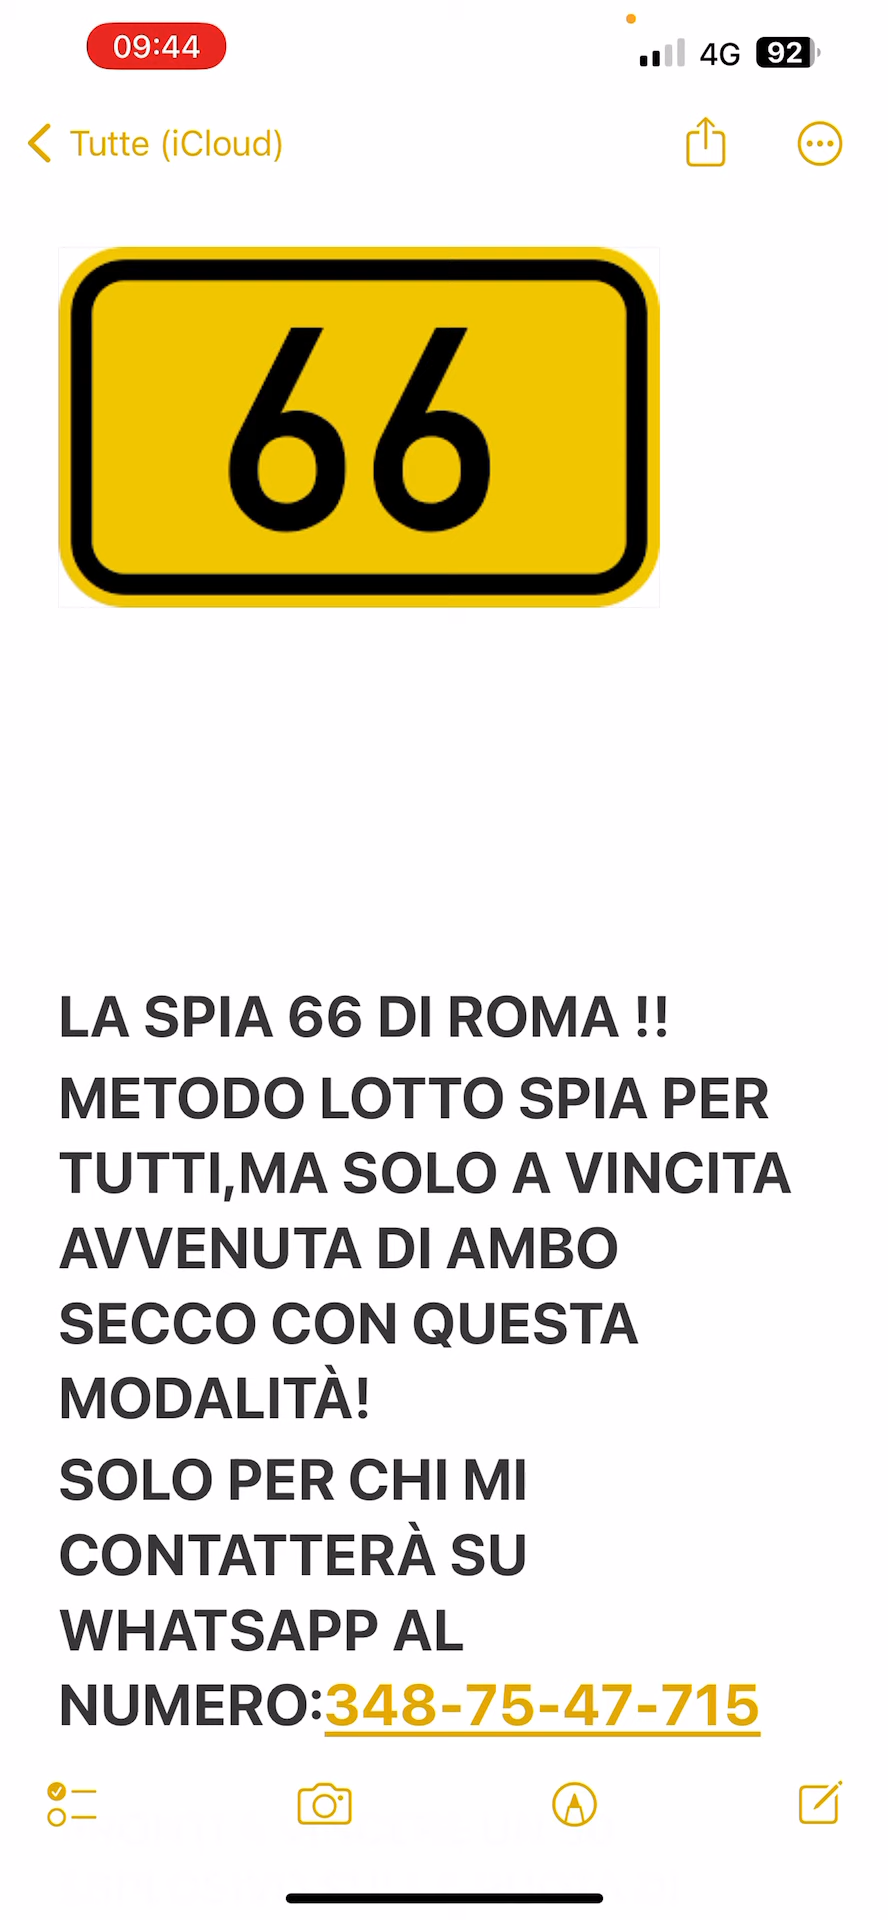 09:44
4G 92
Tutte (iCloud)
66
LA SPIA 66 DI ROMA !!
METODO LOTTO SPIA PER
TUTTI,MA SOLO A VINCITA
AVVENUTA DI AMBO
SECCO CON QUESTA
MODALITÀ!
SOLO PER CHI MI
CONTATTERÀ SU
WHATSAPP AL
NUMERO:348-75-47-715